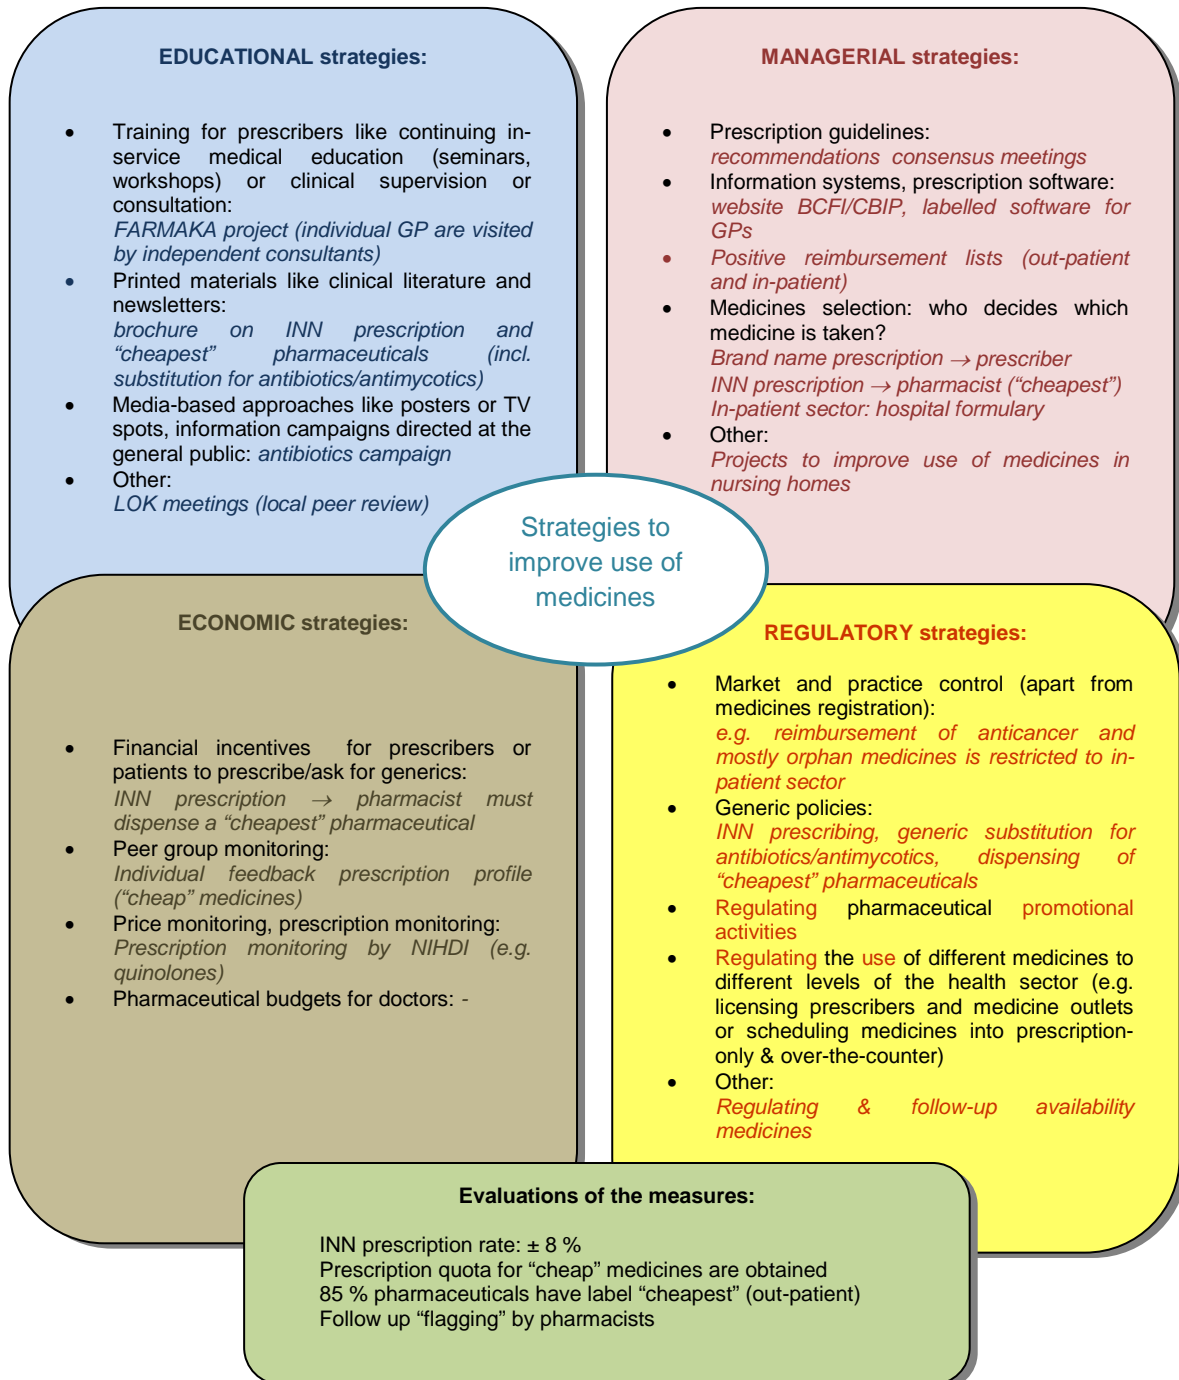 EDUCATIONAL strategies:
• Training for prescribers like continuing in-
service medical education (seminars,
workshops) or clinical supervision or
consultation:
FARMAKA project (individual GP are visited
by independent consultants)
• Printed materials like clinical literature and
newsletters:
brochure on INN prescription and
“cheapest” pharmaceuticals (incl.
substitution for antibiotics/antimycotics)
• Media-based approaches like posters or TV
spots, information campaigns directed at the
general public: antibiotics campaign
• Other:
LOK meetings (local peer review)
MANAGERIAL strategies:
• Prescription guidelines:
recommendations consensus meetings
• Information systems, prescription software:
website BCFI/CBIP, labelled software for
GPs
• Positive reimbursement lists (out-patient
and in-patient)
• Medicines selection: who decides which
medicine is taken?
Brand name prescription → prescriber
INN prescription → pharmacist (“cheapest”)
In-patient sector: hospital formulary
• Other:
Projects to improve use of medicines in
nursing homes
Strategies to
improve use of
medicines
ECONOMIC strategies:
• Financial incentives for prescribers or
patients to prescribe/ask for generics:
INN prescription → pharmacist must
dispense a “cheapest” pharmaceutical
• Peer group monitoring:
Individual feedback prescription profile
(“cheap” medicines)
• Price monitoring, prescription monitoring:
Prescription monitoring by NIHDI (e.g.
quinolones)
• Pharmaceutical budgets for doctors: -
REGULATORY strategies:
• Market and practice control (apart from
medicines registration):
e.g. reimbursement of anticancer and
mostly orphan medicines is restricted to in-
patient sector
• Generic policies:
INN prescribing, generic substitution for
antibiotics/antimycotics, dispensing of
“cheapest” pharmaceuticals
• Regulating pharmaceutical promotional
activities
• Regulating the use of different medicines to
different levels of the health sector (e.g.
licensing prescribers and medicine outlets
or scheduling medicines into prescription-
only & over-the-counter)
• Other:
Regulating & follow-up availability
medicines
Evaluations of the measures:
INN prescription rate: ± 8 %
Prescription quota for “cheap” medicines are obtained
85 % pharmaceuticals have label “cheapest” (out-patient)
Follow up “flagging” by pharmacists